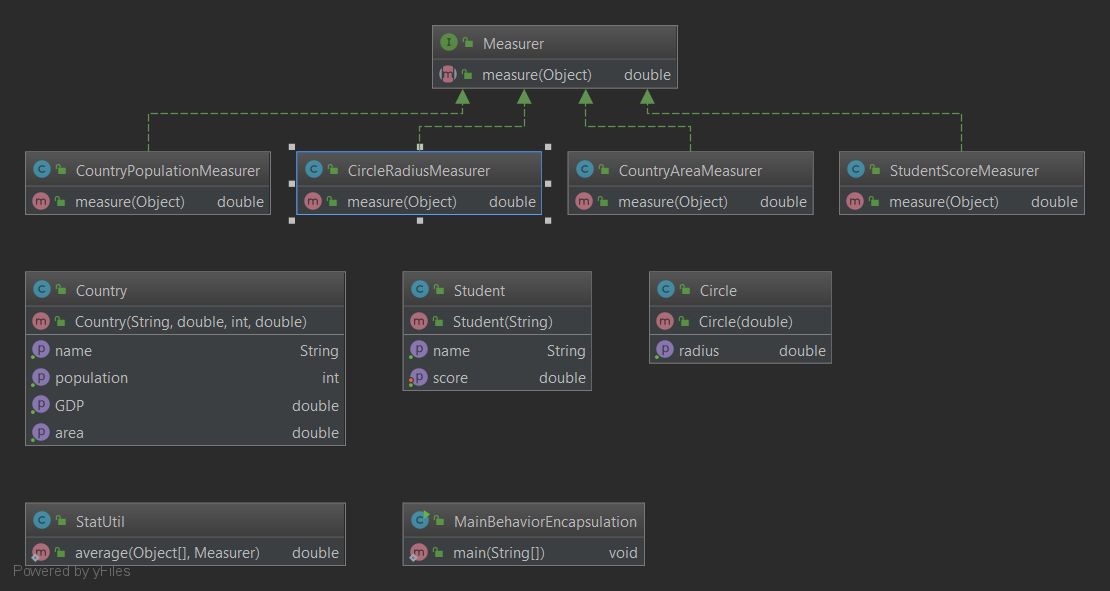 Measurer
measure(Object) double
CountryPopulationMeasurer
measure(Object) double
CircleRadiusMeasurer
measure(Object) double
CountryAreaMeasurer
measure(Object) double
StudentScoreMeasurer
measure(Object) double
Country
Country(String, double, int, double)
name String
population int
GDP double
area double
Student
Student(String)
name String
score double
Circle
Circle(double)
radius double
StatUtil
average(Object[], Measurer) double
MainBehaviorEncapsulation
main(String[]) void
Powered by yFiles